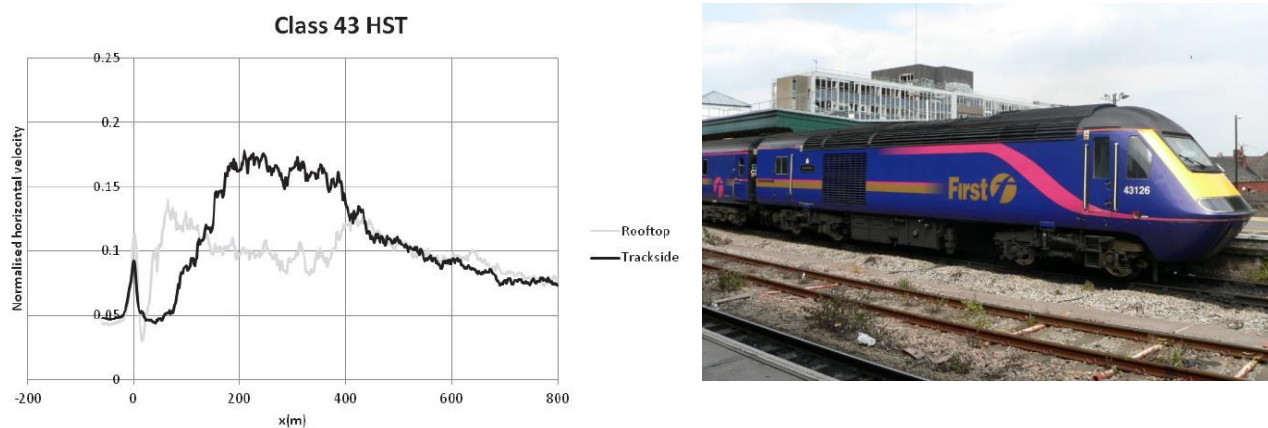 Class 43 HST
Normalised horizontal velocity
0.25
0.2
0.15
0.1
0.05
0
-200
0
200
400
600
800
x(m)
Rooftop
Trackside
First
43126